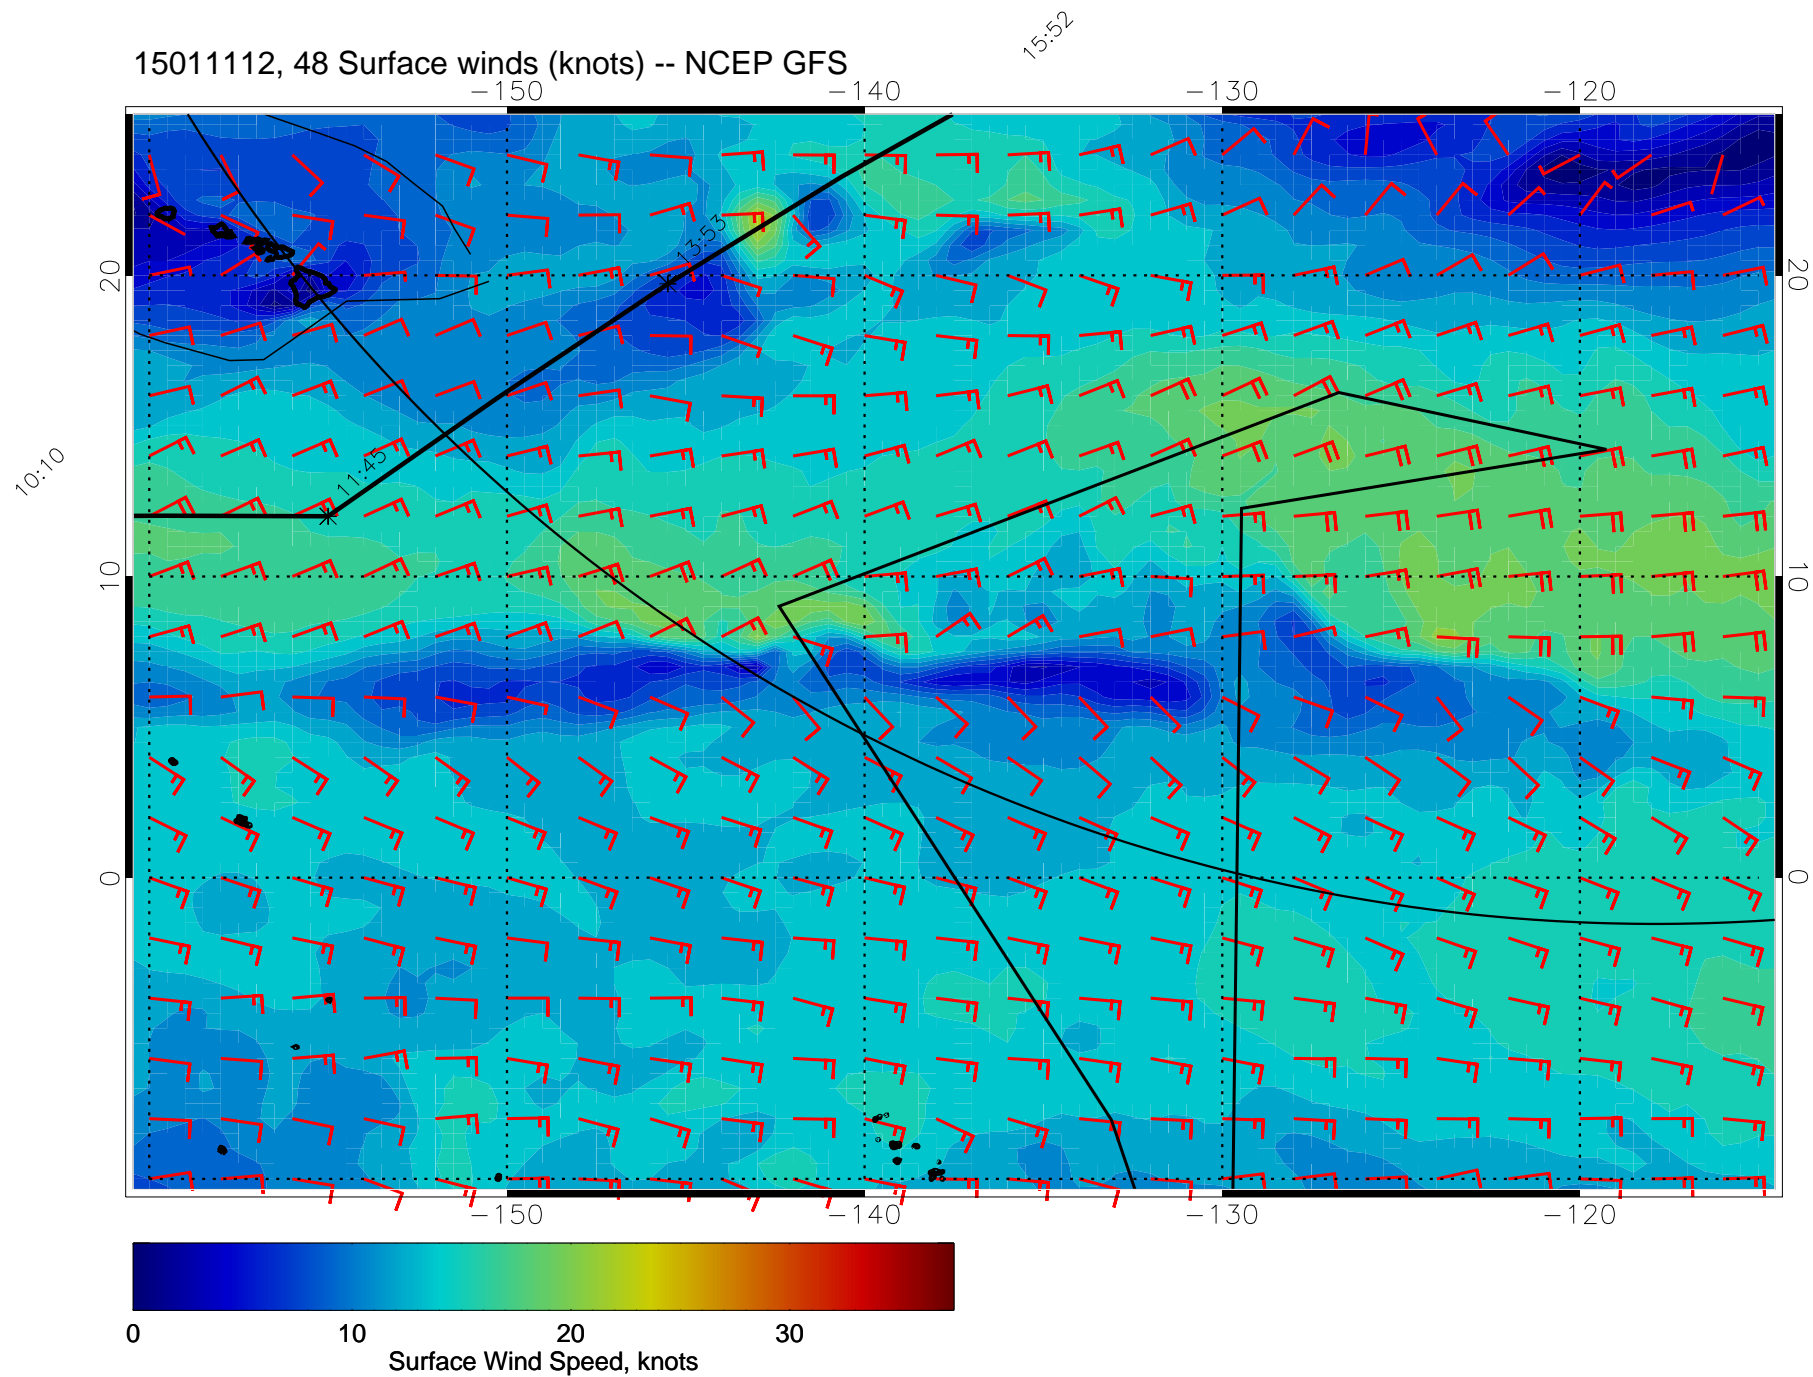 15:52
15011112, 48 Surface winds (knots) -- NCEP GFS
-150 -140 -130 -120
13:53
20 20
11:45
10:10
10 10
0 0
-150 -140 -130 -120
0 10 20 30
Surface Wind Speed, knots